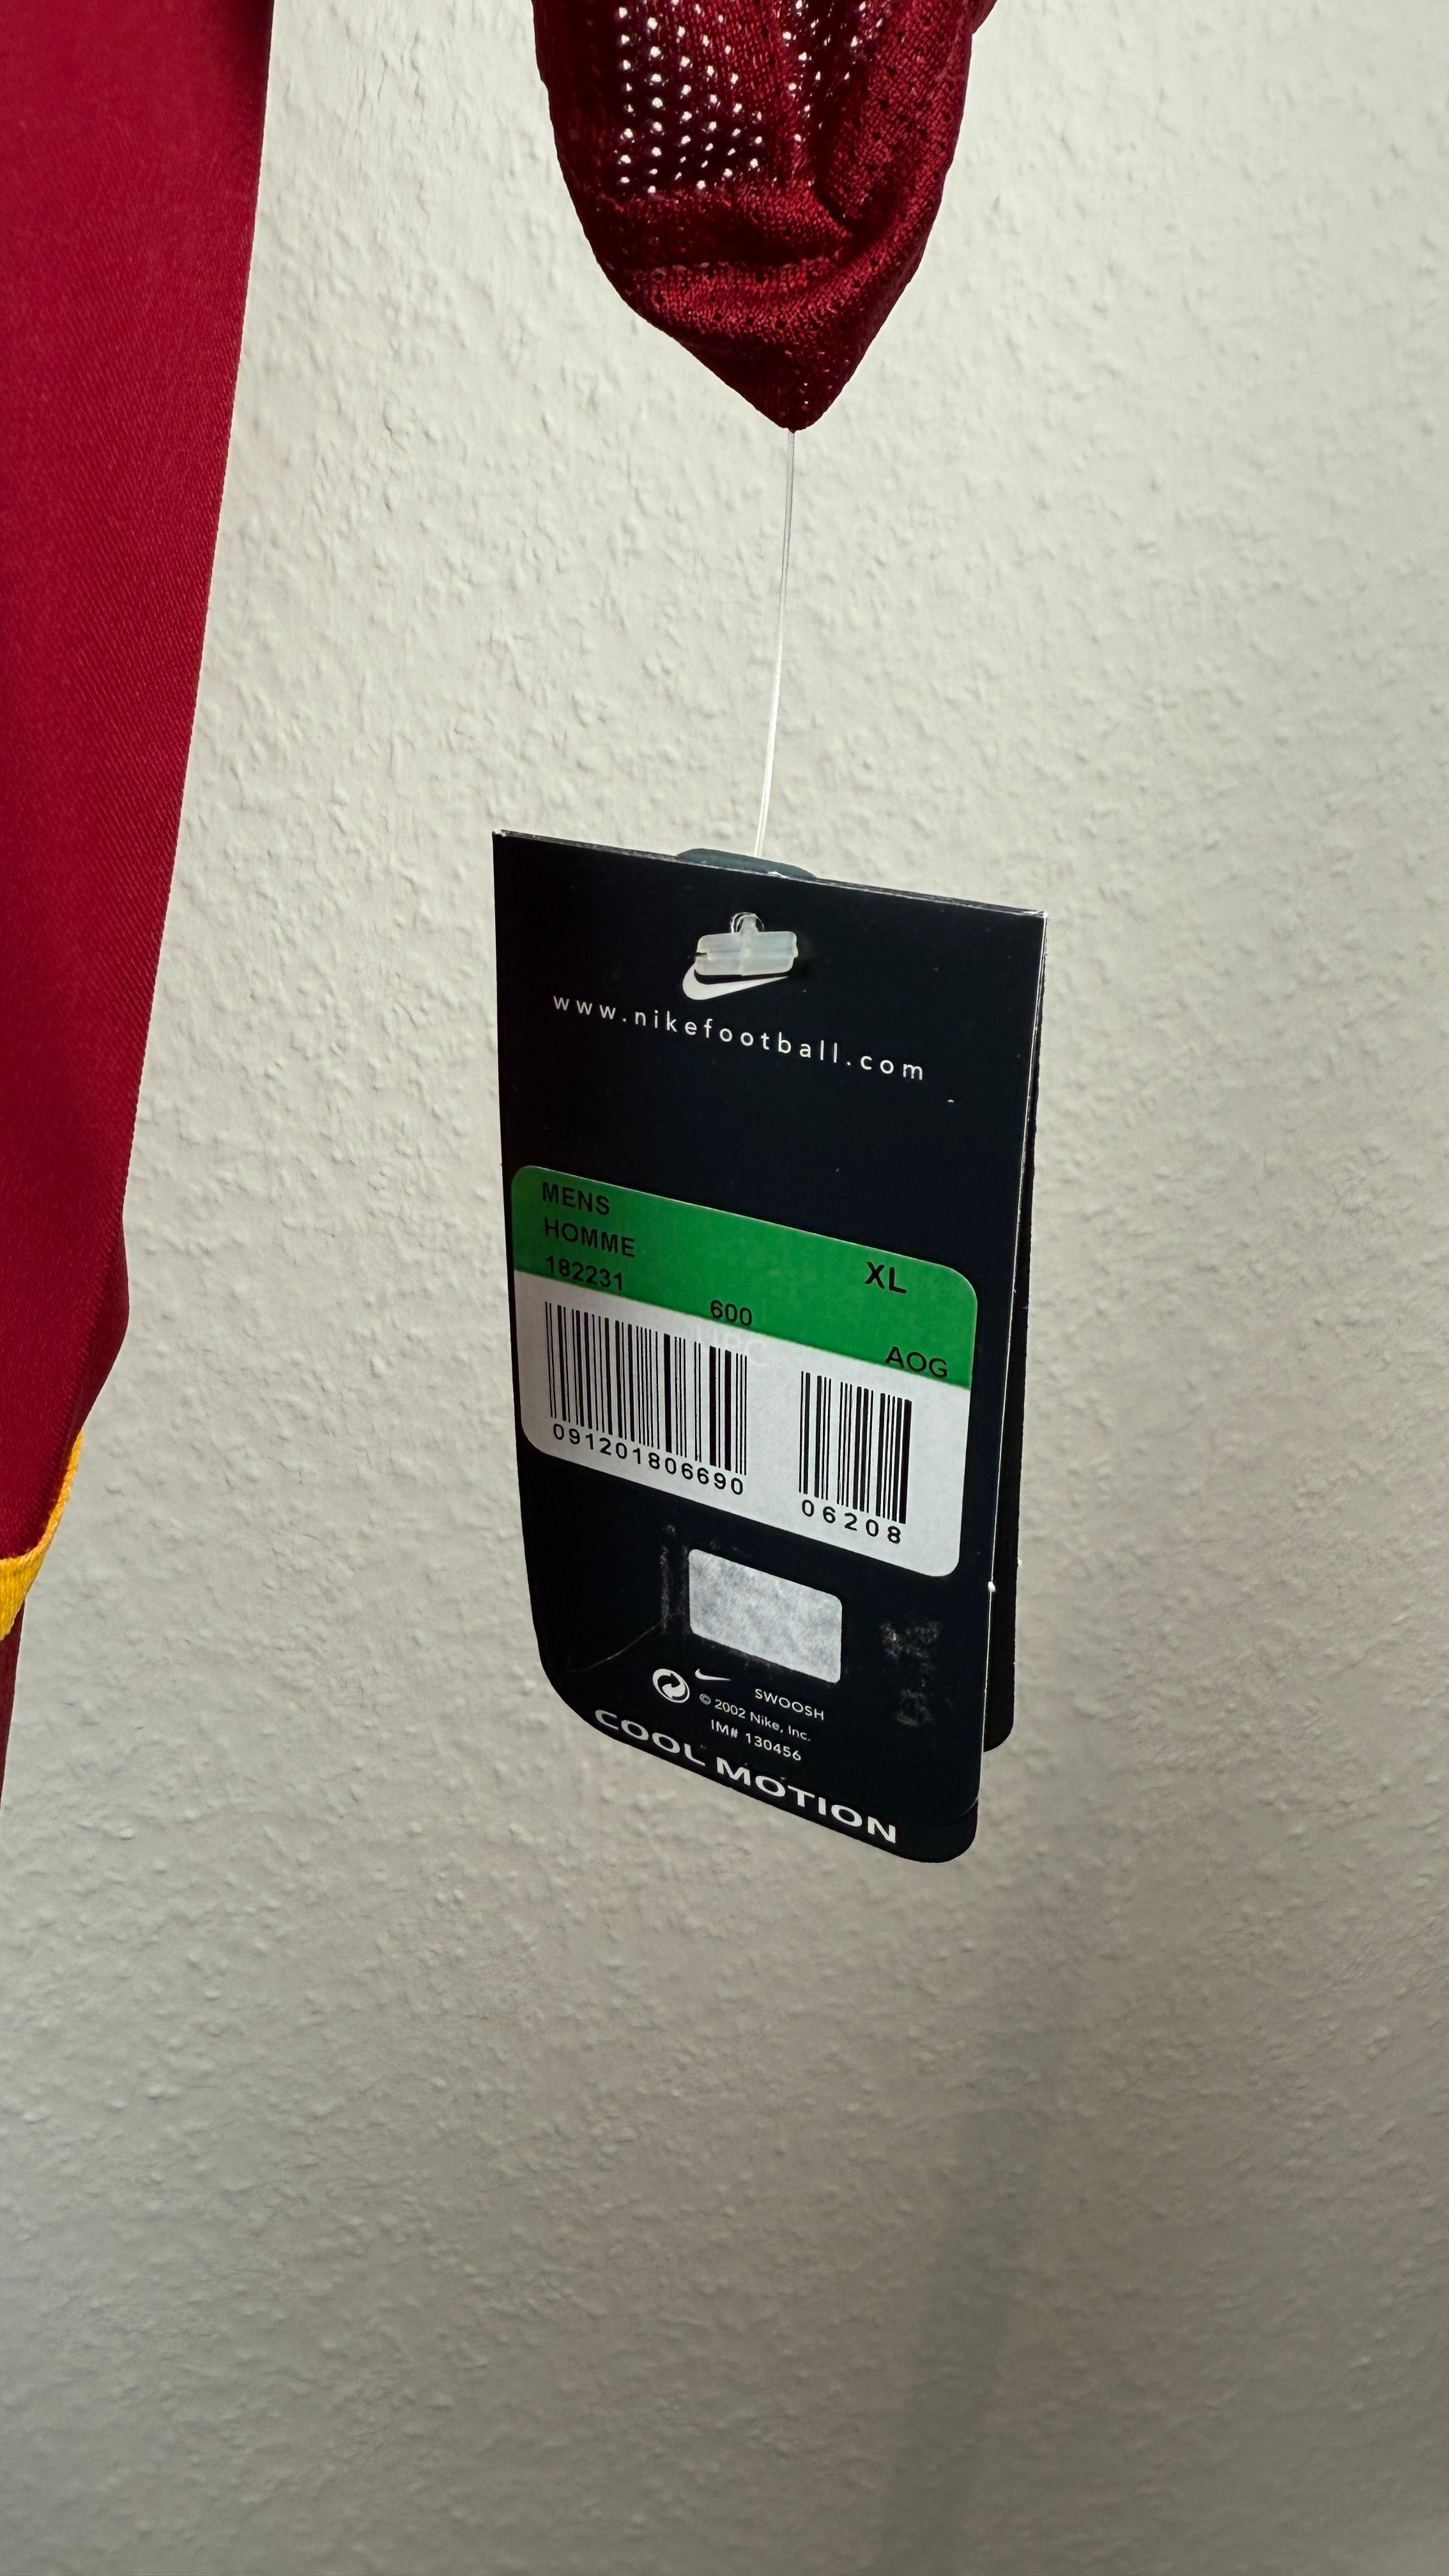 www.nikefootball.com
MENS
HOMME
182231
600
XL
AOG
091201806690
06208
SWOOSH
© 2002 Nike, Inc.
IM# 130456
COOL MOTION